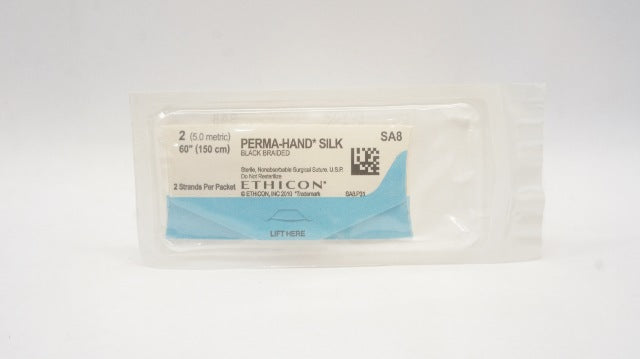 2 (5.0 metric)
60" (150 cm)
2 Strands Per Packet
PERMA-HAND* SILK
BLACK BRAIDED
SA8
Sterile, Nonabsorbable Surgical Suture, U.S.P.
Do Not Resterilize
ETHICON*
© ETHICON, INC 2010 *Trademark
LIFT HERE